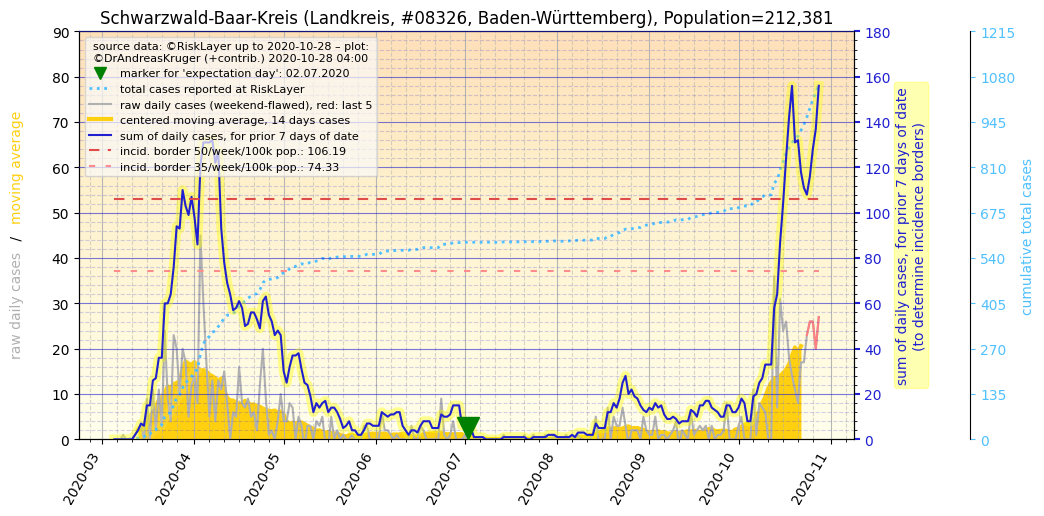 Schwarzwald-Baar-Kreis (Landkreis, #08326, Baden-Württemberg), Population=212,381
source data: ©RiskLayer up to 2020-10-28 – plot:
©DrAndreasKruger (+contrib.) 2020-10-28 04:00
marker for 'expectation day': 02.07.2020
total cases reported at RiskLayer
raw daily cases (weekend-flawed), red: last 5
centered moving average, 14 days cases
sum of daily cases, for prior 7 days of date
incid. border 50/week/100k pop.: 106.19
incid. border 35/week/100k pop.: 74.33
raw daily cases / moving average
90
80
70
60
50
40
30
20
10
0
2020-03
2020-04
2020-05
2020-06
2020-07
2020-08
2020-09
2020-10
2020-11
180
160
140
120
100
80
60
40
20
0
sum of daily cases, for prior 7 days of date
(to determine incidence borders)
1215
1080
945
810
675
540
405
270
135
0
cumulative total cases